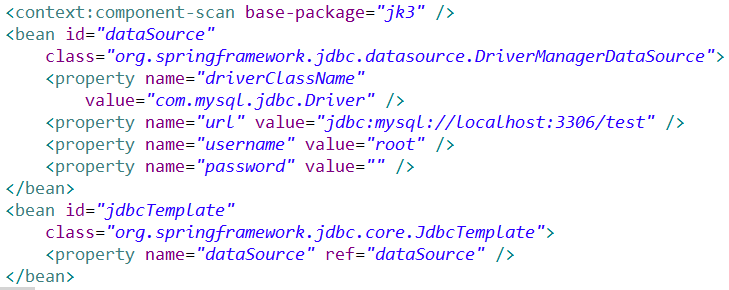 <context:component-scan base-package="jk3" />
<bean id="dataSource"
class="org.springframework.jdbc.datasource.DriverManagerDataSource">
<property name="driverClassName"
value="com.mysql.jdbc.Driver" />
<property name="url" value="jdbc:mysql://localhost:3306/test" />
<property name="username" value="root" />
<property name="password" value="" />
</bean>
<bean id="jdbcTemplate"
class="org.springframework.jdbc.core.JdbcTemplate">
<property name="dataSource" ref="dataSource" />
</bean>